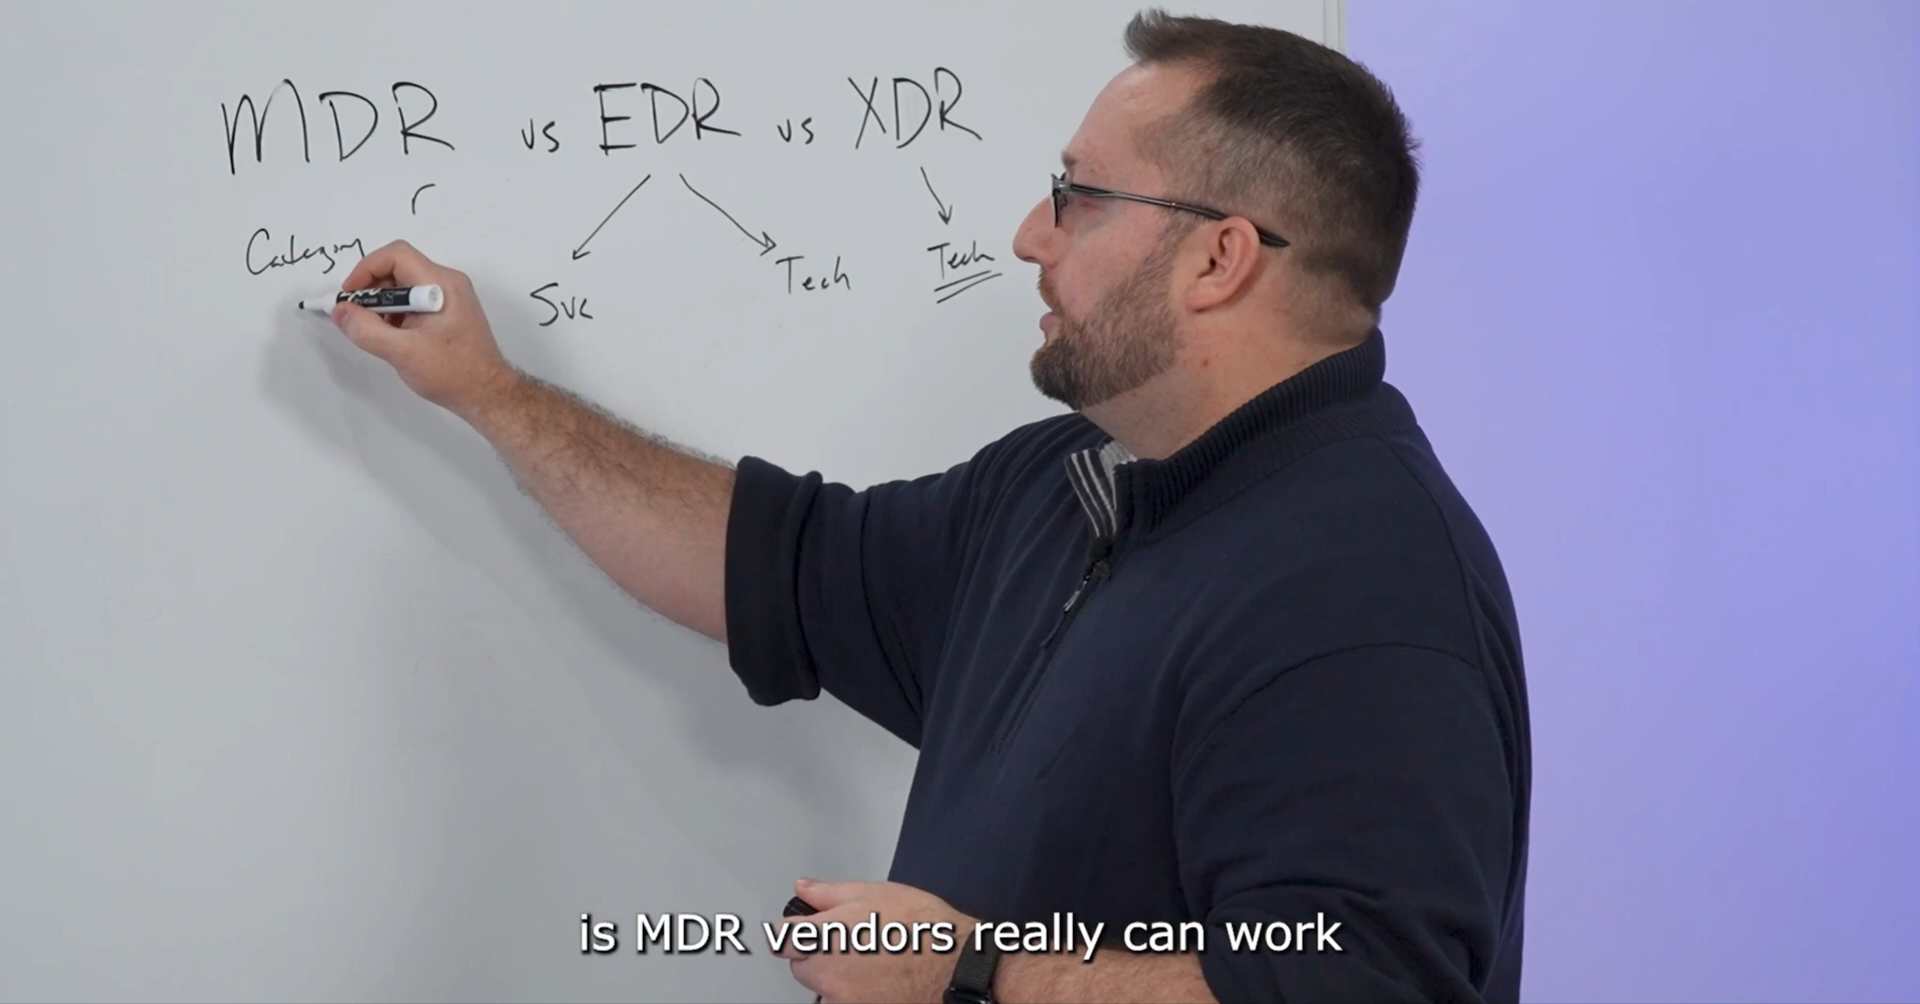 MDR vs EDR vs XDR
Category
Svc
Tech
Tech
is MDR vendors really can work